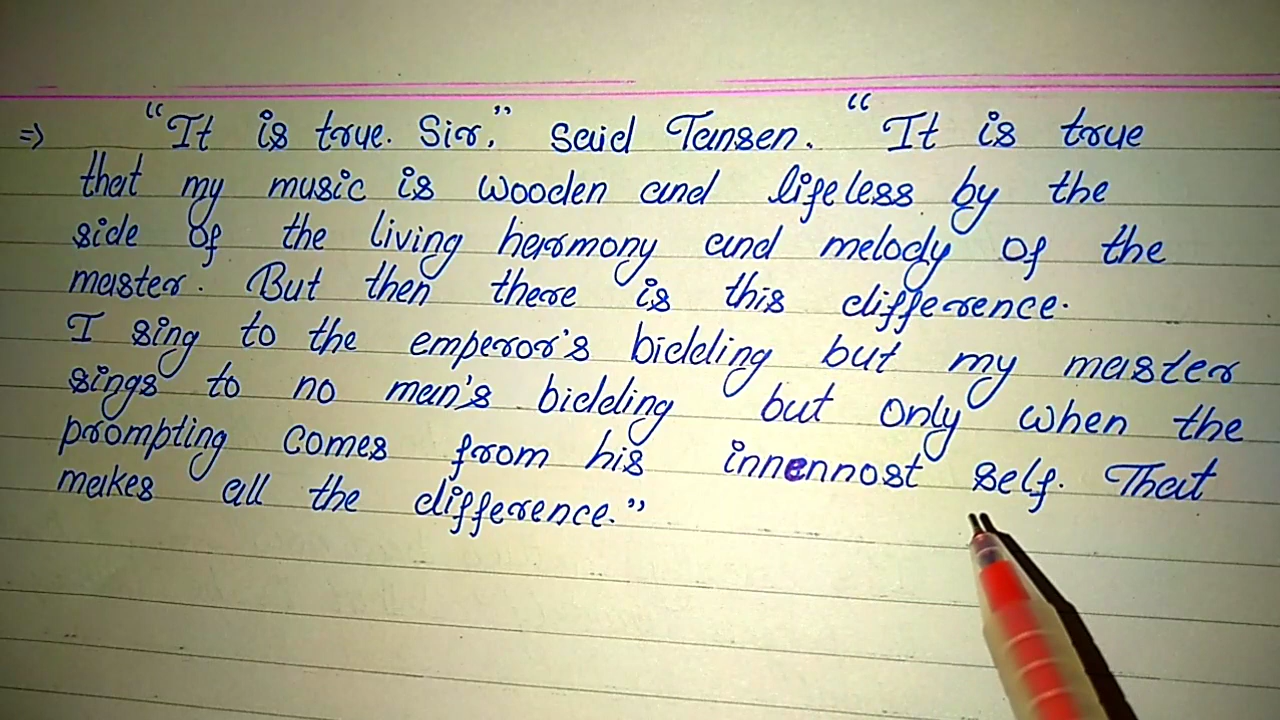 => "It is true. Sir," said Tansen. "It is true
that my music is wooden and lifeless by the
side of the living harmony and melody of the
master. But then there is this difference.
I sing to the emperor's bidding but my master
sings to no man's bidding but only when the
prompting comes from his innennost self. That
makes all the difference."